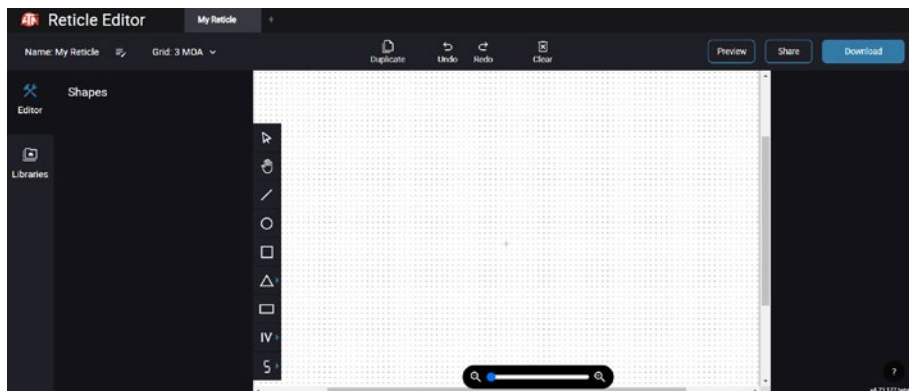 ATN Reticle Editor
My Reticle
+
Name: My Reticle
Grid: 3 MOA
Duplicate
Undo
Redo
Clear
Preview
Share
Download
Editor
Shapes
Libraries
IV
S
?